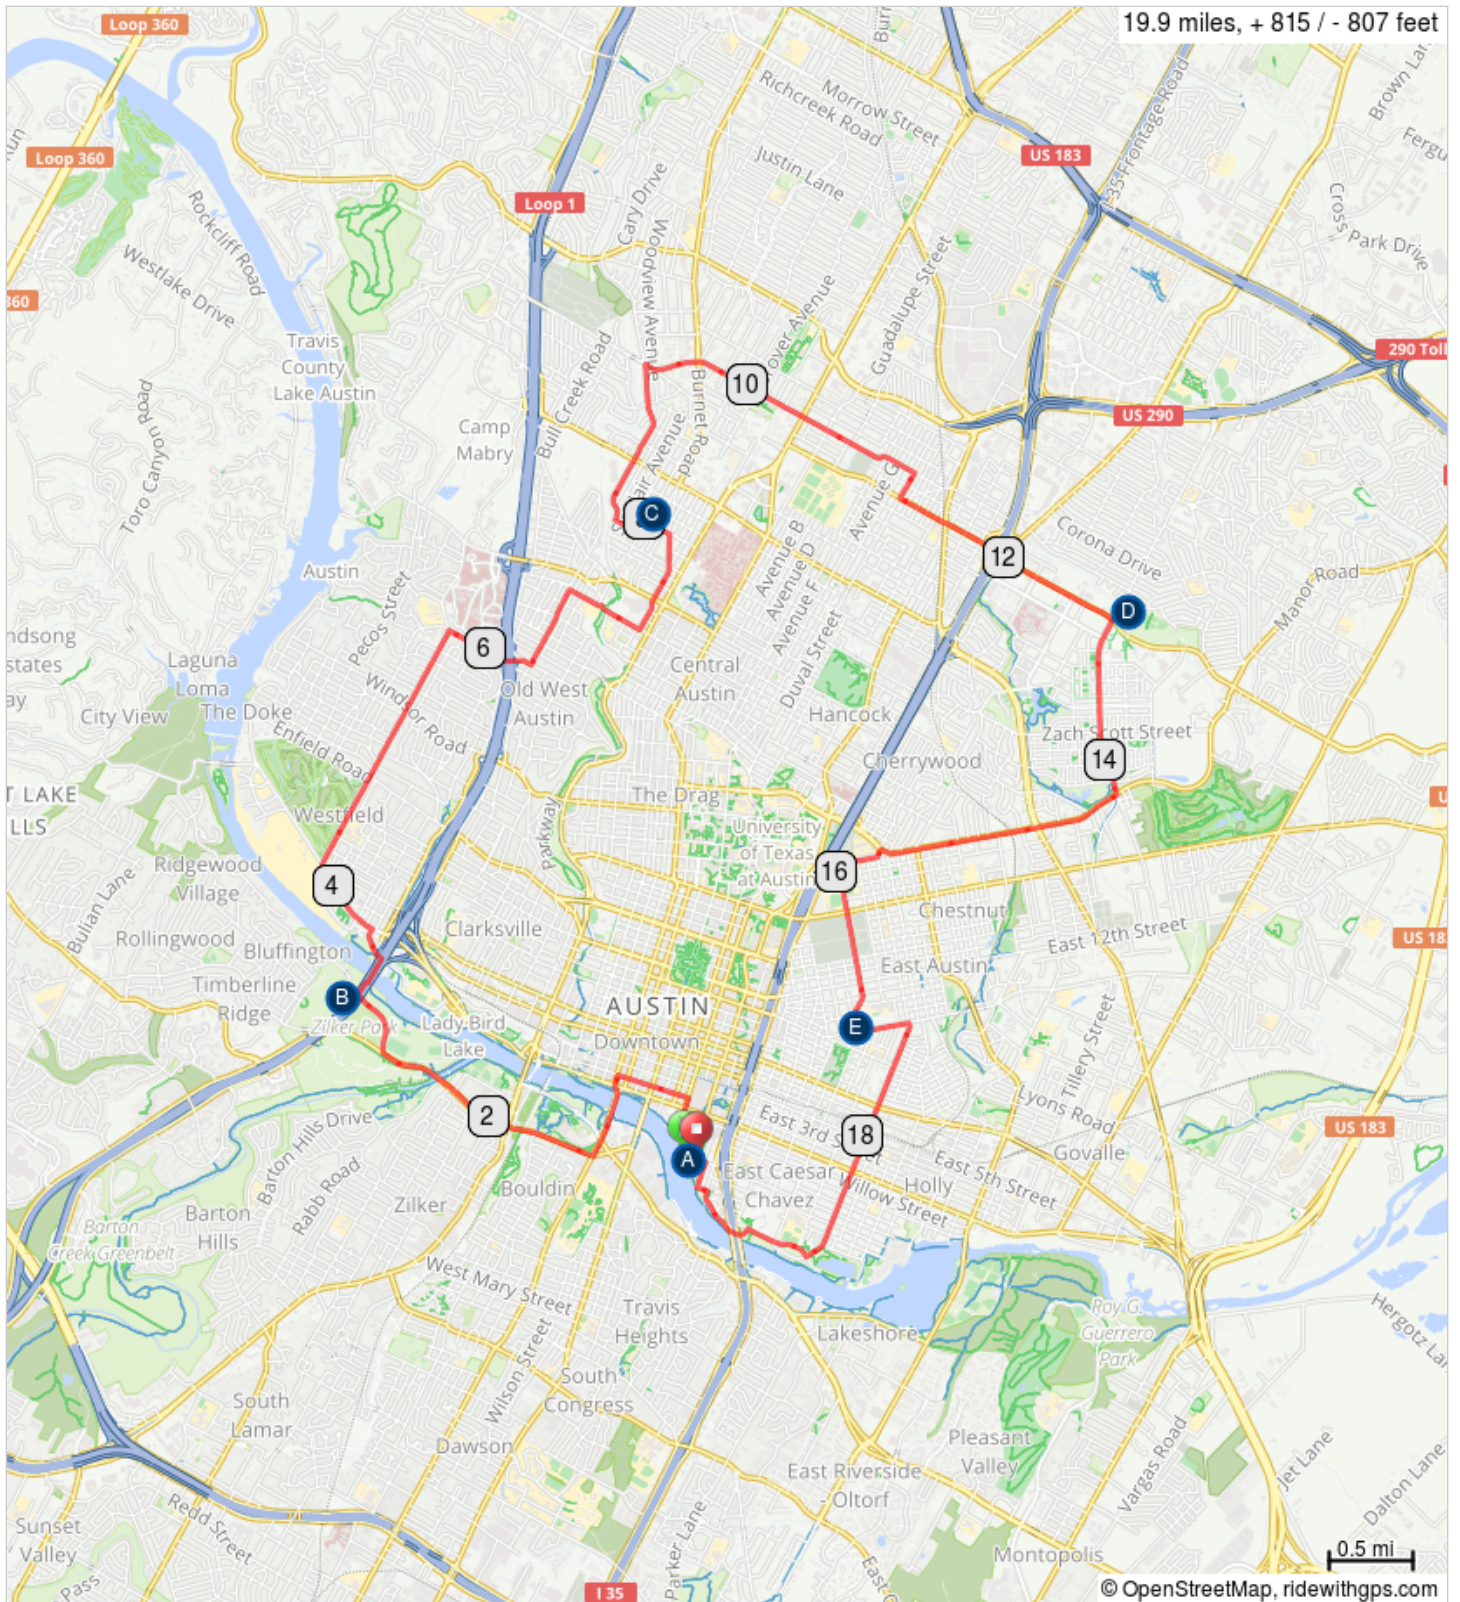 Loop 360
19.9 miles, + 815 / - 807 feet
Richcreek Road
Morrow Street
Loop 360
US 183
35 Frontage Road
Justin Lane
Rockcliff Road
Loop 1
Cary Drive
Woodview Avenue
Cross Park Drive
Westlake Drive
Guadalupe Street
360
Travis
County
Lake Austin
Bull Creek Road
290 Toll
10
Burnet Road
US 290
Toro Canyon Road
Camp
Mabry
Avenue G
C
Corona Drive
12
Austin
Avenue B
Avenue D
Avenue F
Manor Road
Pecos Street
D
6
Duval Street
Laguna
Loma
Central
Austin
Windsor Road
Old West
Austin
City View
The Doke
Hancock
Enfield Road
Zach Scott Street
14
Cherrywood
The Drag
Westfield
Parkway
University
of Texas
at Austin
16
Ridgewood
Village
4
Bulian Lane
Chestnut
Clarksville
East 12th Street
Rollingwood
Bluffington
East Austin
Timberline
Ridge
B
AUSTIN
Zilker Park
Lady Bird
Lake
Downtown
E
Tillery Street
Lyons Road
2
Barton Hills Drive
East 3rd Street
18
US 183
A
Govalle
East Caesar
Chavez
East 5th Street
Rabb Road
Bouldin
Willow Street
Holly
Zilker
Barton
Hills
Barton
Creek Greenbelt
West Mary Street
Travis
Heights
Lakeshore
Roy G.
Guerrero
Park
Wilson Street
South
Congress
South
Lamar
Dawson
Pleasant
Valley
East Riverside
- Oltorf
Vargas Road
Jet Lane
Dalton Lane
Redd Street
Sunset
Valley
Parker Lane
Montopolis
0.5 mi
Pass
I 35
© OpenStreetMap, ridewithgps.com